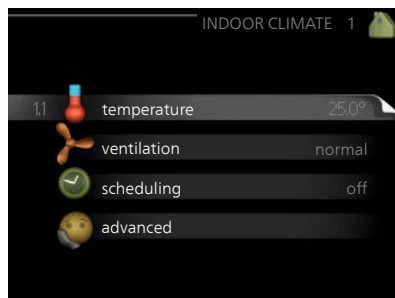 INDOOR CLIMATE 1
1.1 temperature 25.0°
ventilation normal
scheduling off
advanced